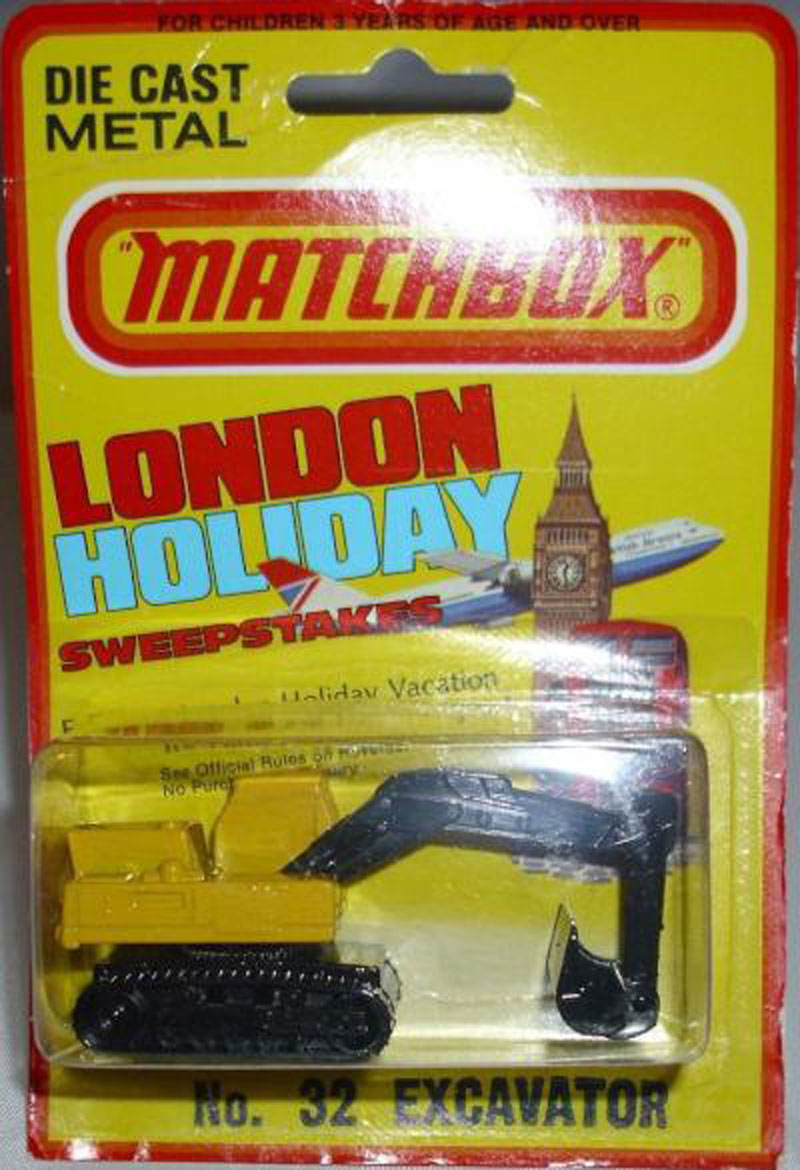 FOR CHILDREN 3 YEARS OF AGE AND OVER
DIE CAST
METAL
"MATCHBOX"®
LONDON
HOLIDAY
SWEEPSTAKES
Holiday Vacation
See Official Rules on
No
No. 32 EXCAVATOR